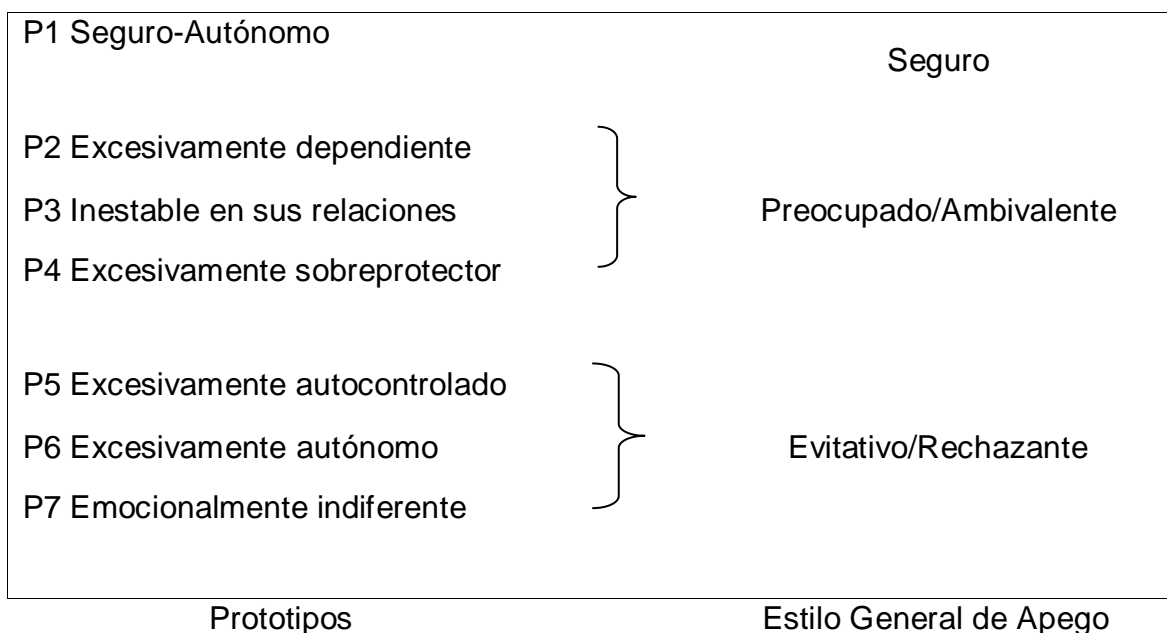 P1 Seguro-Autónomo
Seguro
P2 Excesivamente dependiente
P3 Inestable en sus relaciones
Preocupado/Ambivalente
P4 Excesivamente sobreprotector
P5 Excesivamente autocontrolado
P6 Excesivamente autónomo
Evitativo/Rechazante
P7 Emocionalmente indiferente
Prototipos
Estilo General de Apego